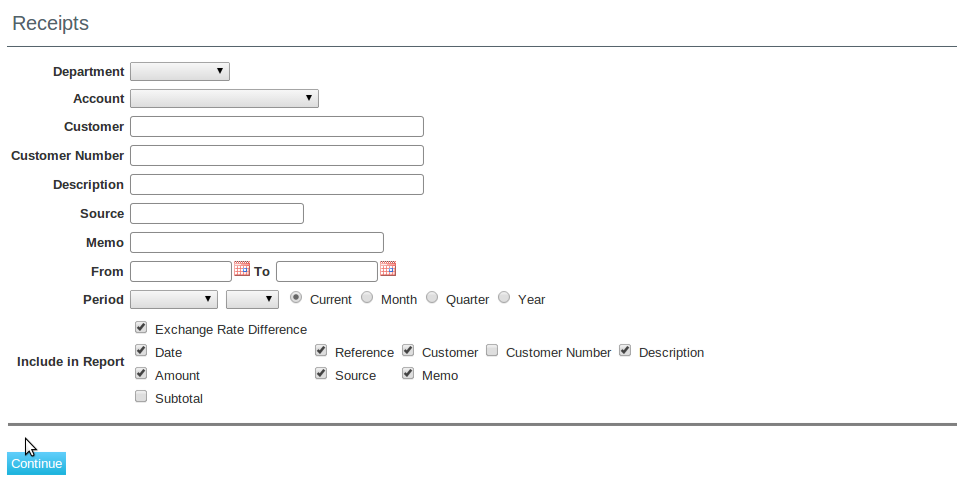 Receipts
Department
Account
Customer
Customer Number
Description
Source
Memo
From To
Period Current Month Quarter Year
Exchange Rate Difference
Include in Report Date Reference Customer Customer Number Description
Amount Source Memo
Subtotal
Continue